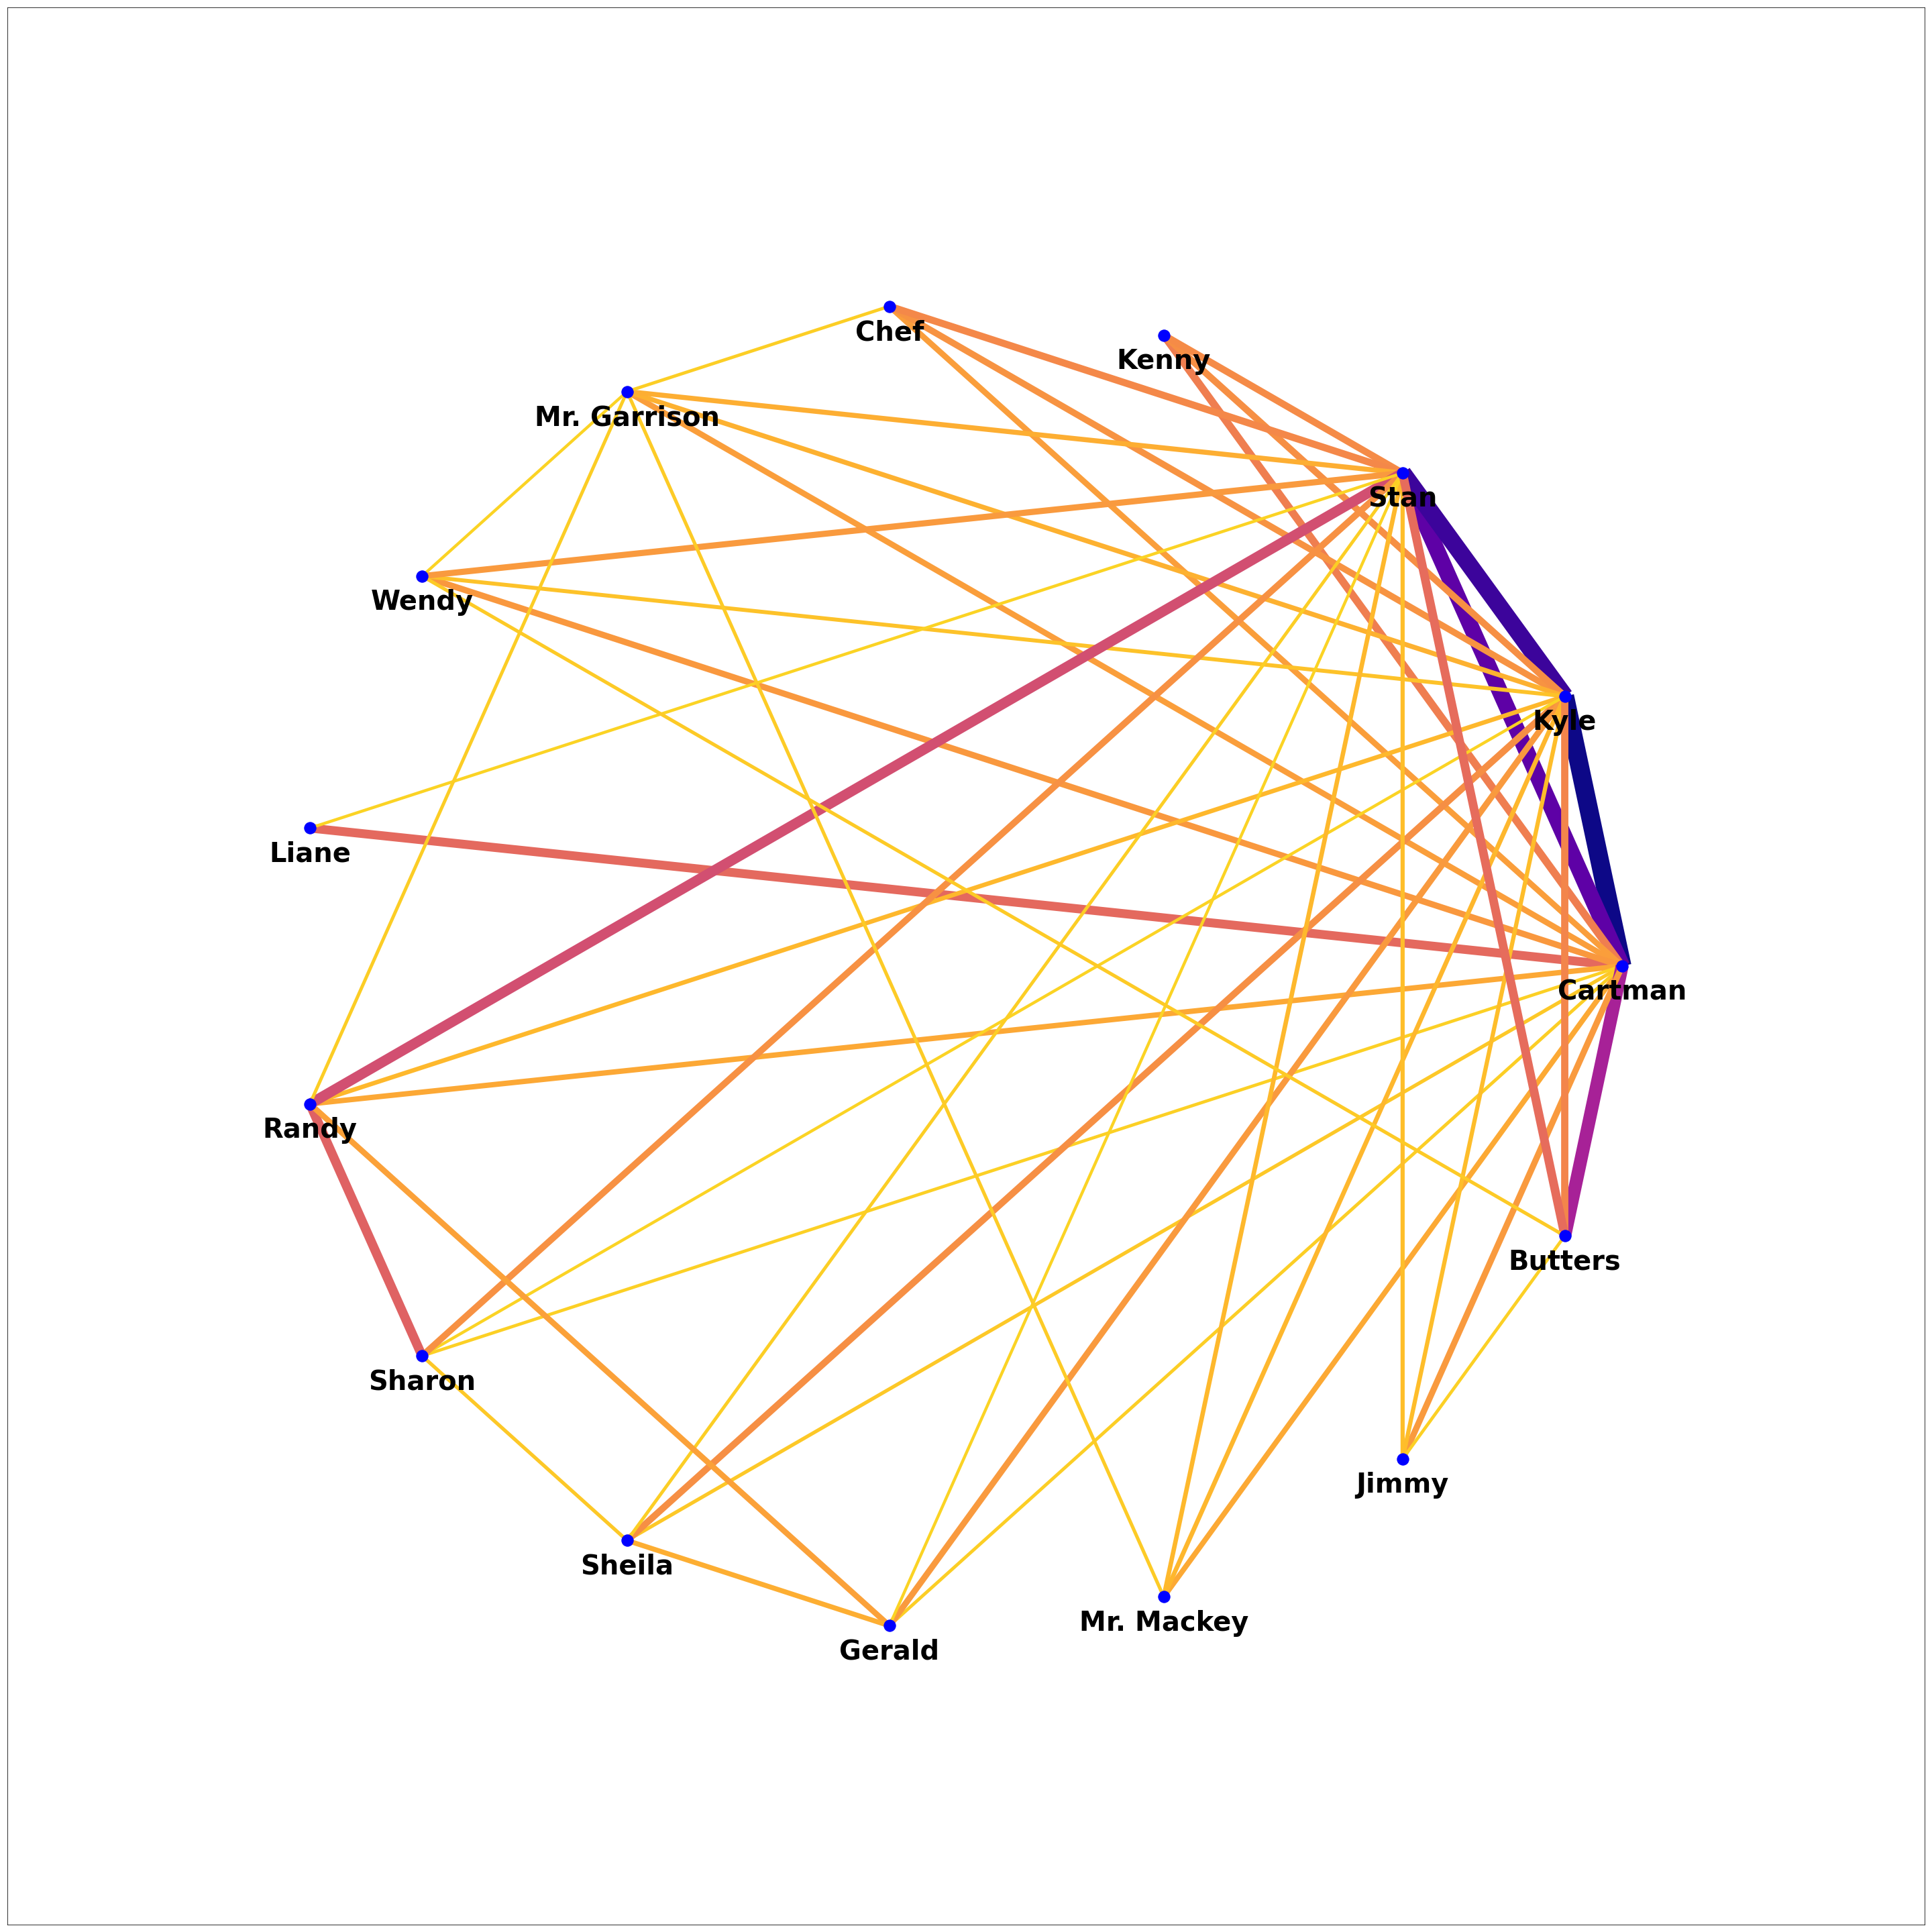 Chef
Kenny
Mr. Garrison
Stan
Wendy
Kyle
Liane
Cartman
Randy
Butters
Sharon
Jimmy
Sheila
Mr. Mackey
Gerald